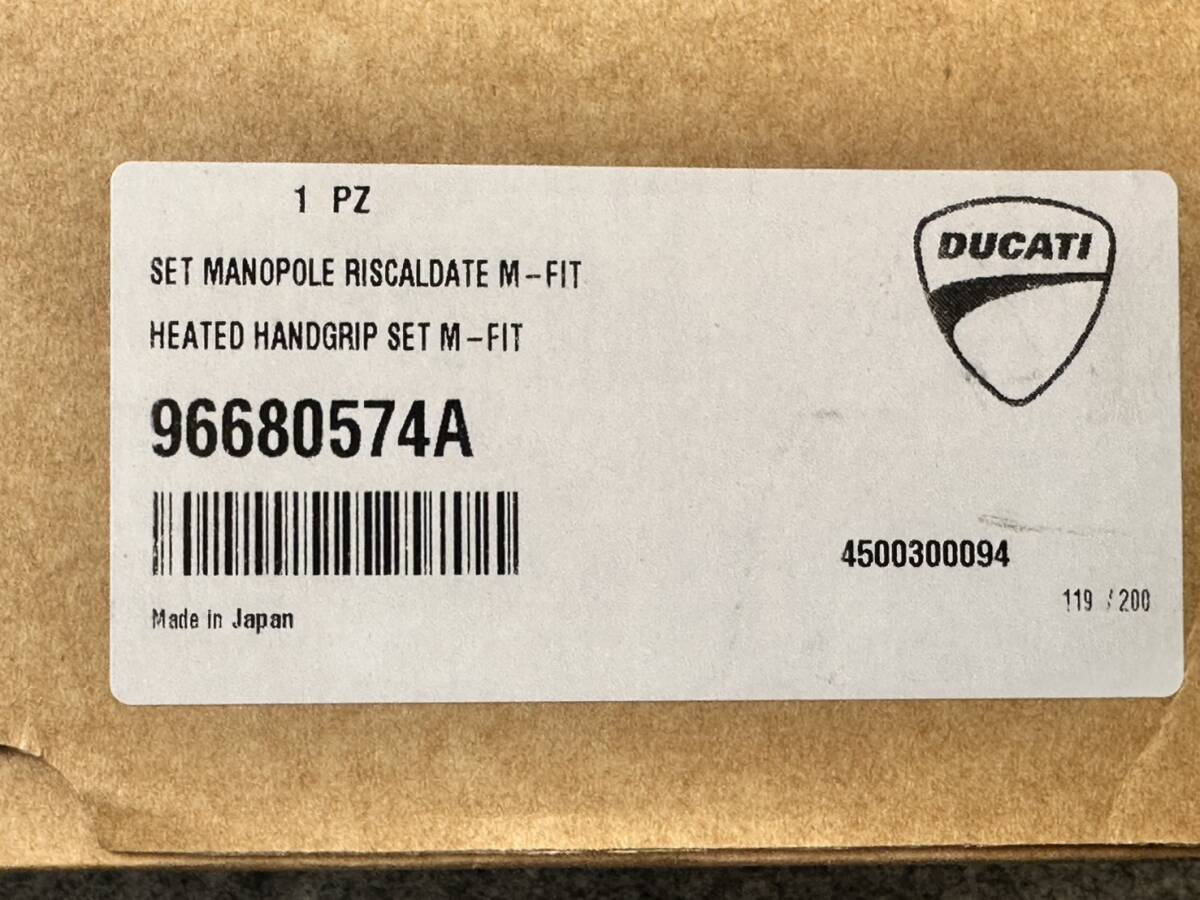 1 PZ
DUCATI
SET MANOPOLE RISCALDATE M-FIT
HEATED HANDGRIP SET M-FIT
96680574A
4500300094
119 / 200
Made in Japan